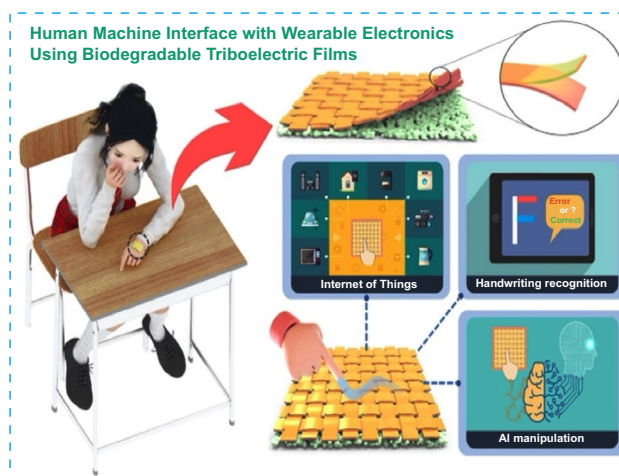 Human Machine Interface with Wearable Electronics
Using Biodegradable Triboelectric Films
Error
or ?
Correct
Internet of Things
Handwriting recognition
AI manipulation